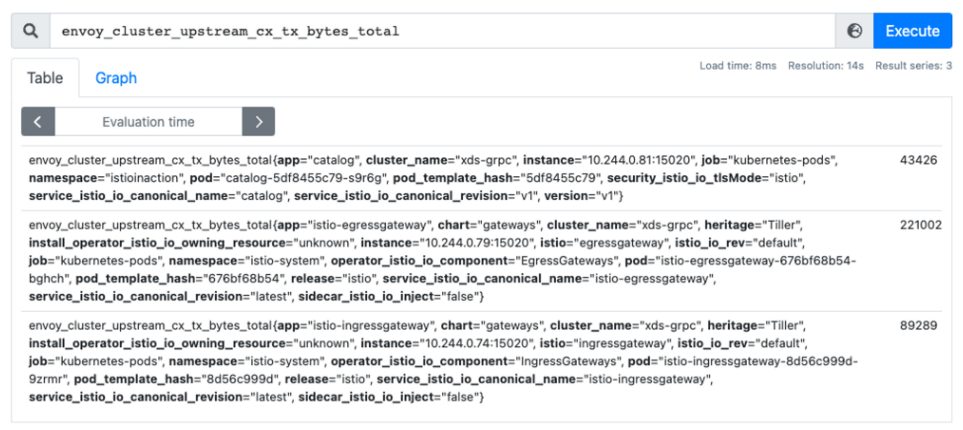 envoy_cluster_upstream_cx_tx_bytes_total
Execute
Load time: 8ms Resolution: 14s Result series: 3
Table Graph
< Evaluation time >
envoy_cluster_upstream_cx_tx_bytes_total{app="catalog", cluster_name="xds-grpc", instance="10.244.0.81:15020", job="kubernetes-pods", 43426
namespace="istioinaction", pod="catalog-5df8455c79-s9r6g", pod_template_hash="5df8455c79", security_istio_io_tlsMode="istio",
service_istio_io_canonical_name="catalog", service_istio_io_canonical_revision="v1", version="v1"}
envoy_cluster_upstream_cx_tx_bytes_total{app="istio-egressgateway", chart="gateways", cluster_name="xds-grpc", heritage="Tiller", 221002
install_operator_istio_io_owning_resource="unknown", instance="10.244.0.79:15020", istio="egressgateway", istio_io_rev="default",
job="kubernetes-pods", namespace="istio-system", operator_istio_io_component="EgressGateways", pod="istio-egressgateway-676bf68b54-
bghch", pod_template_hash="676bf68b54", release="istio", service_istio_io_canonical_name="istio-egressgateway",
service_istio_io_canonical_revision="latest", sidecar_istio_io_inject="false"}
envoy_cluster_upstream_cx_tx_bytes_total{app="istio-ingressgateway", chart="gateways", cluster_name="xds-grpc", heritage="Tiller", 89289
install_operator_istio_io_owning_resource="unknown", instance="10.244.0.74:15020", istio="ingressgateway", istio_io_rev="default",
job="kubernetes-pods", namespace="istio-system", operator_istio_io_component="IngressGateways", pod="istio-ingressgateway-8d56c999d-
9zrmr", pod_template_hash="8d56c999d", release="istio", service_istio_io_canonical_name="istio-ingressgateway",
service_istio_io_canonical_revision="latest", sidecar_istio_io_inject="false"}